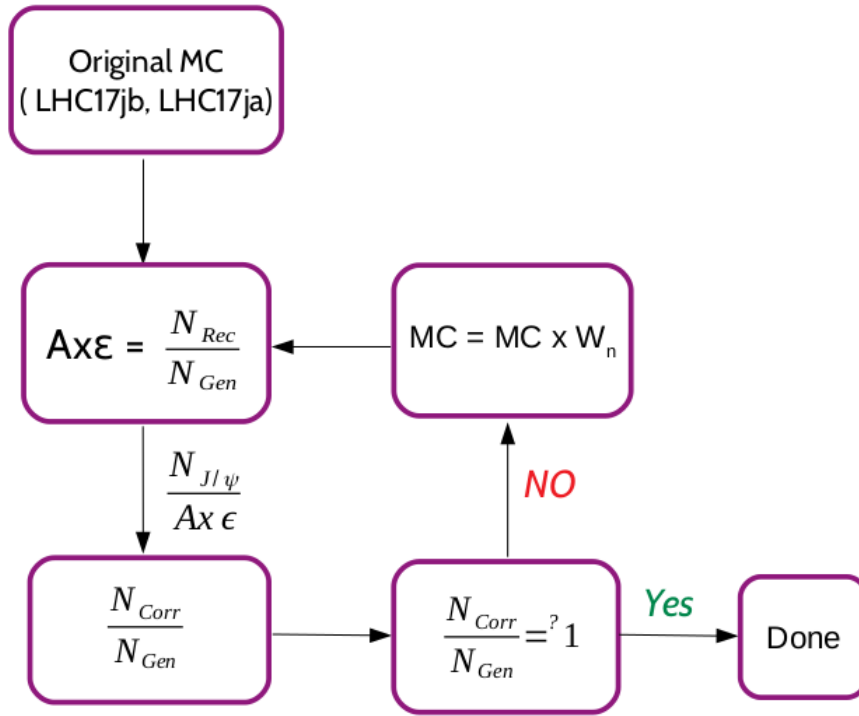 Original MC
( LHC17jb, LHC17ja)
Axε = N_Rec / N_Gen
MC = MC x W_n
N_J/ψ / Ax ϵ
NO
N_Corr / N_Gen
N_Corr / N_Gen =? 1
Yes
Done